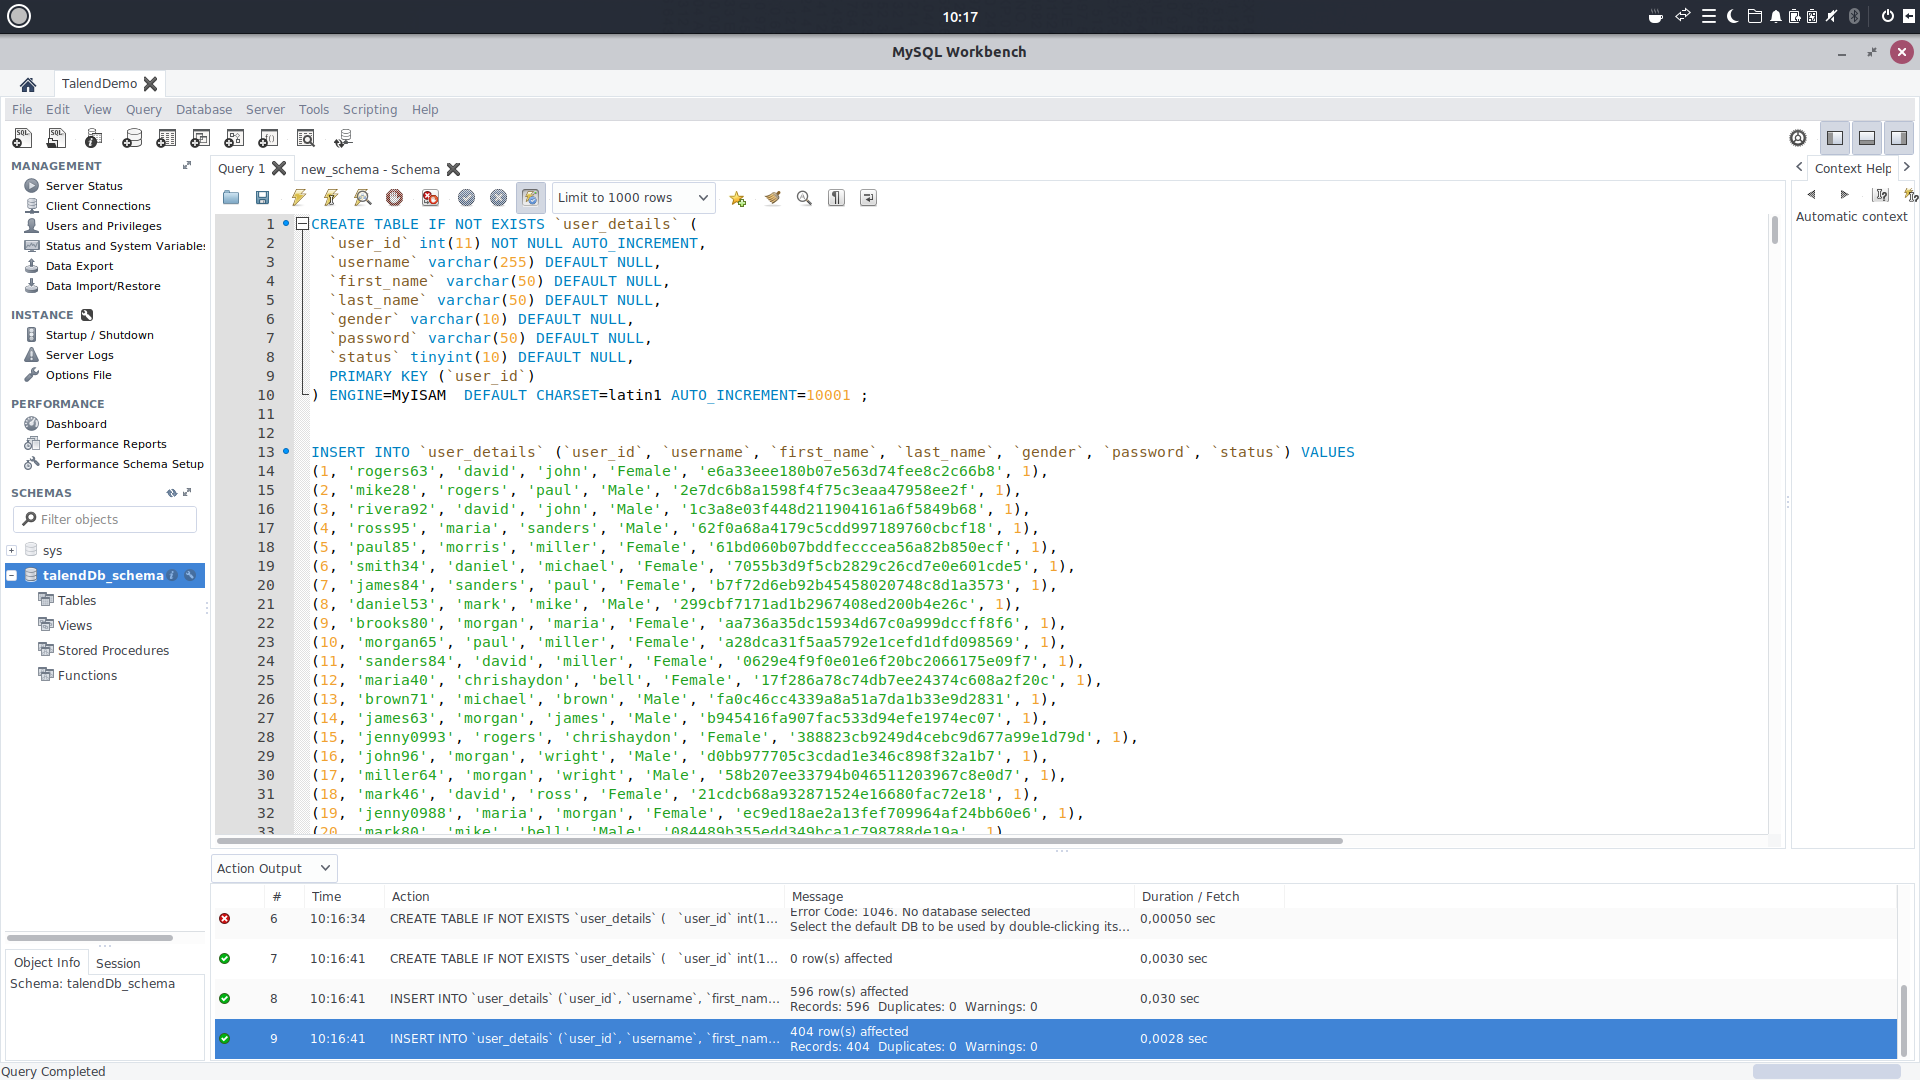 10:17
MySQL Workbench
TalendDemo
File Edit View Query Database Server Tools Scripting Help
MANAGEMENT
Server Status
Client Connections
Users and Privileges
Status and System Variables
Data Export
Data Import/Restore
INSTANCE
Startup / Shutdown
Server Logs
Options File
PERFORMANCE
Dashboard
Performance Reports
Performance Schema Setup
SCHEMAS
Filter objects
sys
talendDb_schema
Tables
Views
Stored Procedures
Functions
Object Info Session
Schema: talendDb_schema
Query 1 new_schema - Schema
Limit to 1000 rows
1 CREATE TABLE IF NOT EXISTS `user_details` (
2 `user_id` int(11) NOT NULL AUTO_INCREMENT,
3 `username` varchar(255) DEFAULT NULL,
4 `first_name` varchar(50) DEFAULT NULL,
5 `last_name` varchar(50) DEFAULT NULL,
6 `gender` varchar(10) DEFAULT NULL,
7 `password` varchar(50) DEFAULT NULL,
8 `status` tinyint(10) DEFAULT NULL,
9 PRIMARY KEY (`user_id`)
10 ) ENGINE=MyISAM  DEFAULT CHARSET=latin1 AUTO_INCREMENT=10001 ;
11
12
13 INSERT INTO `user_details` (`user_id`, `username`, `first_name`, `last_name`, `gender`, `password`, `status`) VALUES
14 (1, 'rogers63', 'david', 'john', 'Female', 'e6a33eee180b07e563d74fee8c2c66b8', 1),
15 (2, 'mike28', 'rogers', 'paul', 'Male', '2e7dc6b8a1598f4f75c3eaa47958ee2f', 1),
16 (3, 'rivera92', 'david', 'john', 'Male', '1c3a8e03f448d211904161a6f5849b68', 1),
17 (4, 'ross95', 'maria', 'sanders', 'Male', '62f0a68a4179c5cdd997189760cbcf18', 1),
18 (5, 'paul85', 'morris', 'miller', 'Female', '61bd060b07bddfecccea56a82b850ecf', 1),
19 (6, 'smith34', 'daniel', 'michael', 'Female', '7055b3d9f5cb2829c26cd7e0e601cde5', 1),
20 (7, 'james84', 'sanders', 'paul', 'Female', 'b7f72d6eb92b45458020748c8d1a3573', 1),
21 (8, 'daniel53', 'mark', 'mike', 'Male', '299cbf7171ad1b2967408ed200b4e26c', 1),
22 (9, 'brooks80', 'morgan', 'maria', 'Female', 'aa736a35dc15934d67c0a999dccff8f6', 1),
23 (10, 'morgan65', 'paul', 'miller', 'Female', 'a28dca31f5aa5792e1cefd1dfd098569', 1),
24 (11, 'sanders84', 'david', 'miller', 'Female', '0629e4f9f0e01e6f20bc2066175e09f7', 1),
25 (12, 'maria40', 'chrishaydon', 'bell', 'Female', '17f286a78c74db7ee24374c608a2f20c', 1),
26 (13, 'brown71', 'michael', 'brown', 'Male', 'fa0c46cc4339a8a51a7da1b33e9d2831', 1),
27 (14, 'james63', 'morgan', 'james', 'Male', 'b945416fa907fac533d94efe1974ec07', 1),
28 (15, 'jenny0993', 'rogers', 'chrishaydon', 'Female', '388823cb9249d4cebc9d677a99e1d79d', 1),
29 (16, 'john96', 'morgan', 'wright', 'Male', 'd0bb977705c3cdad1e346c898f32a1b7', 1),
30 (17, 'miller64', 'morgan', 'wright', 'Male', '58b207ee33794b046511203967c8e0d7', 1),
31 (18, 'mark46', 'david', 'ross', 'Female', '21cdcb68a932871524e16680fac72e18', 1),
32 (19, 'jenny0988', 'maria', 'morgan', 'Female', 'ec9ed18ae2a13fef709964af24bb60e6', 1),
33 (20, 'mark80', 'mike', 'bell', 'Male', '084489b355edd349bca1c798788de19a', 1)
Context Help
Automatic context
Action Output
# Time Action Message Duration / Fetch
6 10:16:34 CREATE TABLE IF NOT EXISTS `user_details` (   `user_id` int(1... Error Code: 1046. No database selected 0,00050 sec
Select the default DB to be used by double-clicking its...
7 10:16:41 CREATE TABLE IF NOT EXISTS `user_details` (   `user_id` int(1... 0 row(s) affected 0,0030 sec
8 10:16:41 INSERT INTO `user_details` (`user_id`, `username`, `first_nam... 596 row(s) affected 0,030 sec
Records: 596  Duplicates: 0  Warnings: 0
9 10:16:41 INSERT INTO `user_details` (`user_id`, `username`, `first_nam... 404 row(s) affected 0,0028 sec
Records: 404  Duplicates: 0  Warnings: 0
Query Completed